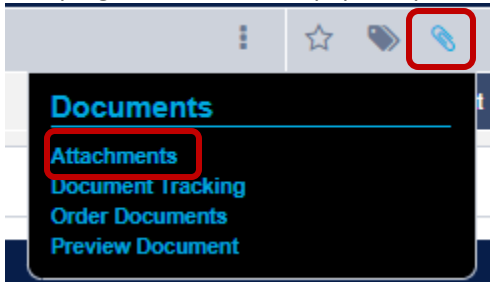 Documents
Attachments
Document Tracking
Order Documents
Preview Document